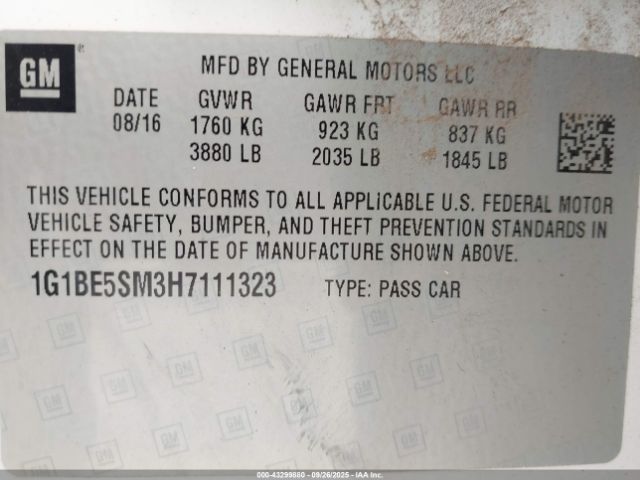 GM ®
MFD BY GENERAL MOTORS LLC
DATE GVWR GAWR FRT GAWR RR
08/16 1760 KG 923 KG 837 KG
3880 LB 2035 LB 1845 LB
THIS VEHICLE CONFORMS TO ALL APPLICABLE U.S. FEDERAL MOTOR
VEHICLE SAFETY, BUMPER, AND THEFT PREVENTION STANDARDS IN
EFFECT ON THE DATE OF MANUFACTURE SHOWN ABOVE.
1G1BE5SM3H7111323 TYPE: PASS CAR
000-43299880 - 09/26/2025 - IAA Inc.